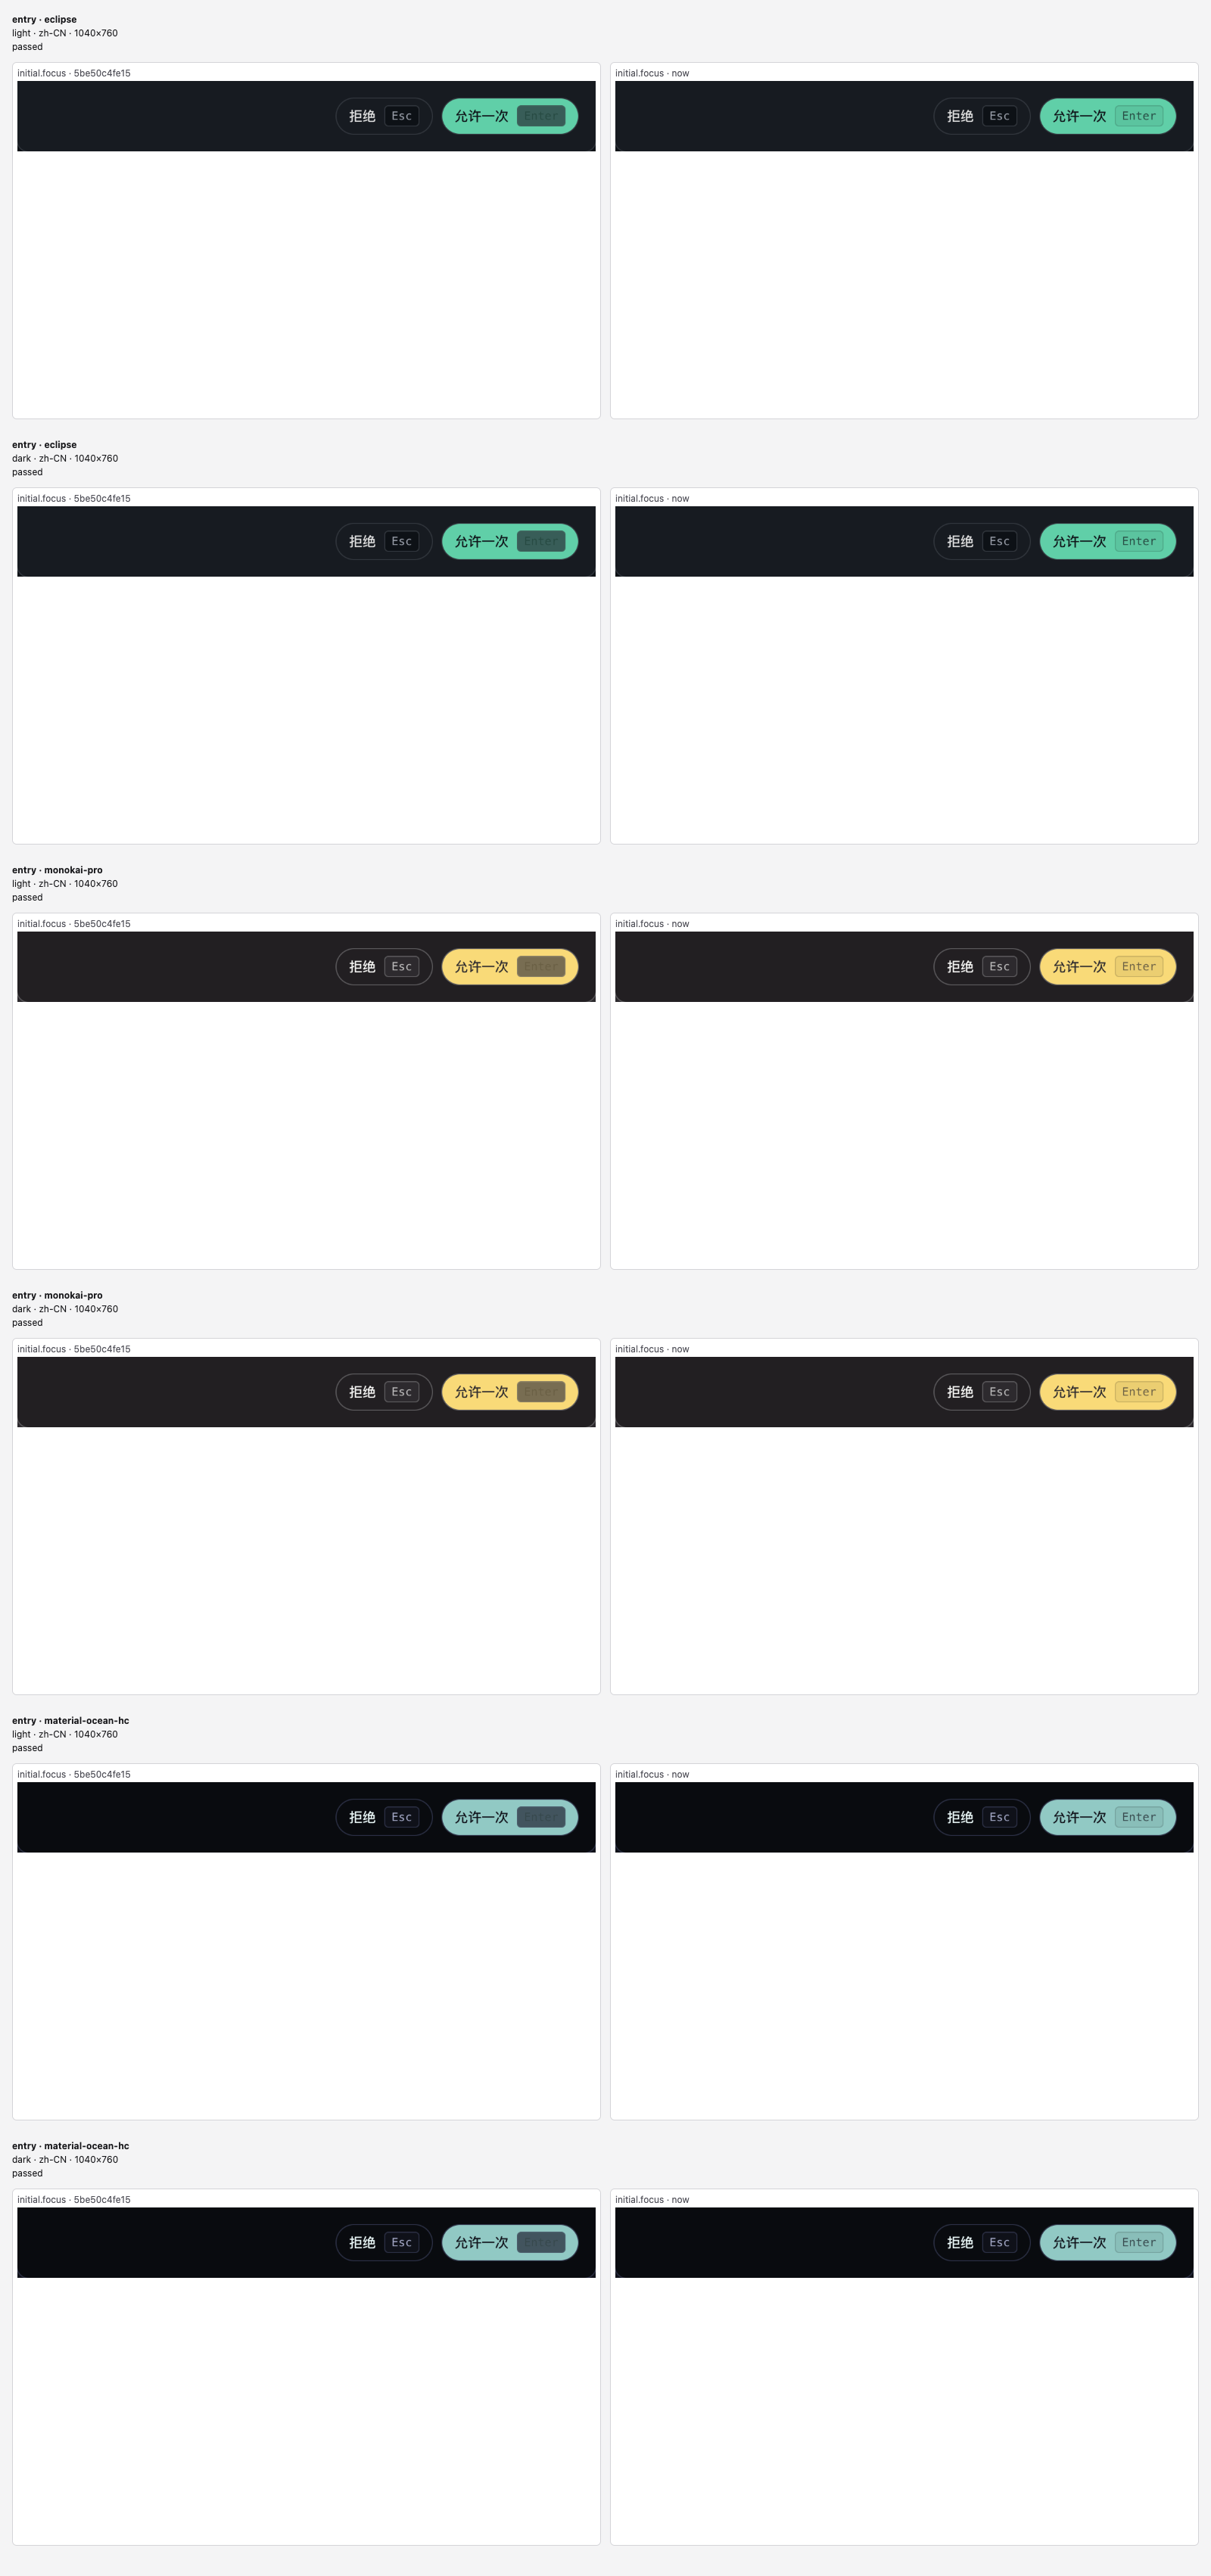 entry · eclipse
light · zh-CN · 1040×760
passed
initial.focus · 5be50c4fe15
拒绝 Esc 允许一次 Enter
initial.focus · now
拒绝 Esc 允许一次 Enter
entry · eclipse
dark · zh-CN · 1040×760
passed
initial.focus · 5be50c4fe15
拒绝 Esc 允许一次 Enter
initial.focus · now
拒绝 Esc 允许一次 Enter
entry · monokai-pro
light · zh-CN · 1040×760
passed
initial.focus · 5be50c4fe15
拒绝 Esc 允许一次 Enter
initial.focus · now
拒绝 Esc 允许一次 Enter
entry · monokai-pro
dark · zh-CN · 1040×760
passed
initial.focus · 5be50c4fe15
拒绝 Esc 允许一次 Enter
initial.focus · now
拒绝 Esc 允许一次 Enter
entry · material-ocean-hc
light · zh-CN · 1040×760
passed
initial.focus · 5be50c4fe15
拒绝 Esc 允许一次 Enter
initial.focus · now
拒绝 Esc 允许一次 Enter
entry · material-ocean-hc
dark · zh-CN · 1040×760
passed
initial.focus · 5be50c4fe15
拒绝 Esc 允许一次 Enter
initial.focus · now
拒绝 Esc 允许一次 Enter